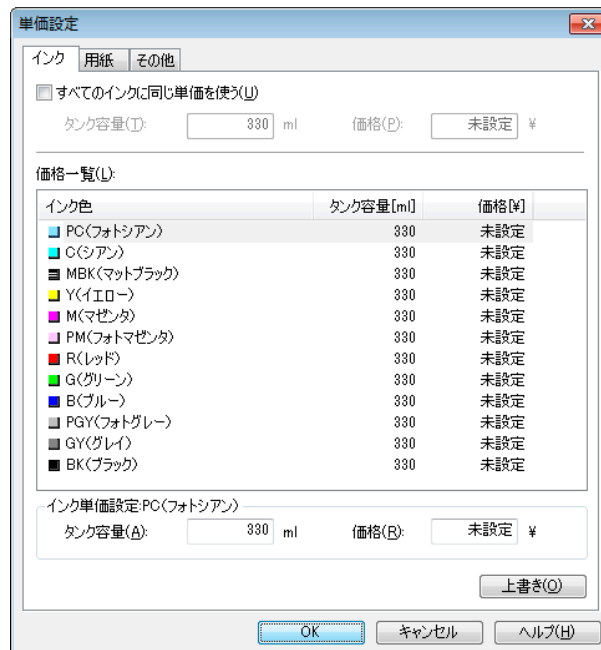 単価設定
インク 用紙 その他
すべてのインクに同じ単価を使う(U)
タンク容量(T): 330 ml 価格(P): 未設定 ¥
価格一覧(L):
インク色 タンク容量[ml] 価格[¥]
PC(フォトシアン) 330 未設定
C(シアン) 330 未設定
MBK(マットブラック) 330 未設定
Y(イエロー) 330 未設定
M(マゼンタ) 330 未設定
PM(フォトマゼンタ) 330 未設定
R(レッド) 330 未設定
G(グリーン) 330 未設定
B(ブルー) 330 未設定
PGY(フォトグレー) 330 未設定
GY(グレイ) 330 未設定
BK(ブラック) 330 未設定
インク単価設定:PC(フォトシアン)
タンク容量(A): 330 ml 価格(R): 未設定 ¥
上書き(O)
OK キャンセル ヘルプ(H)